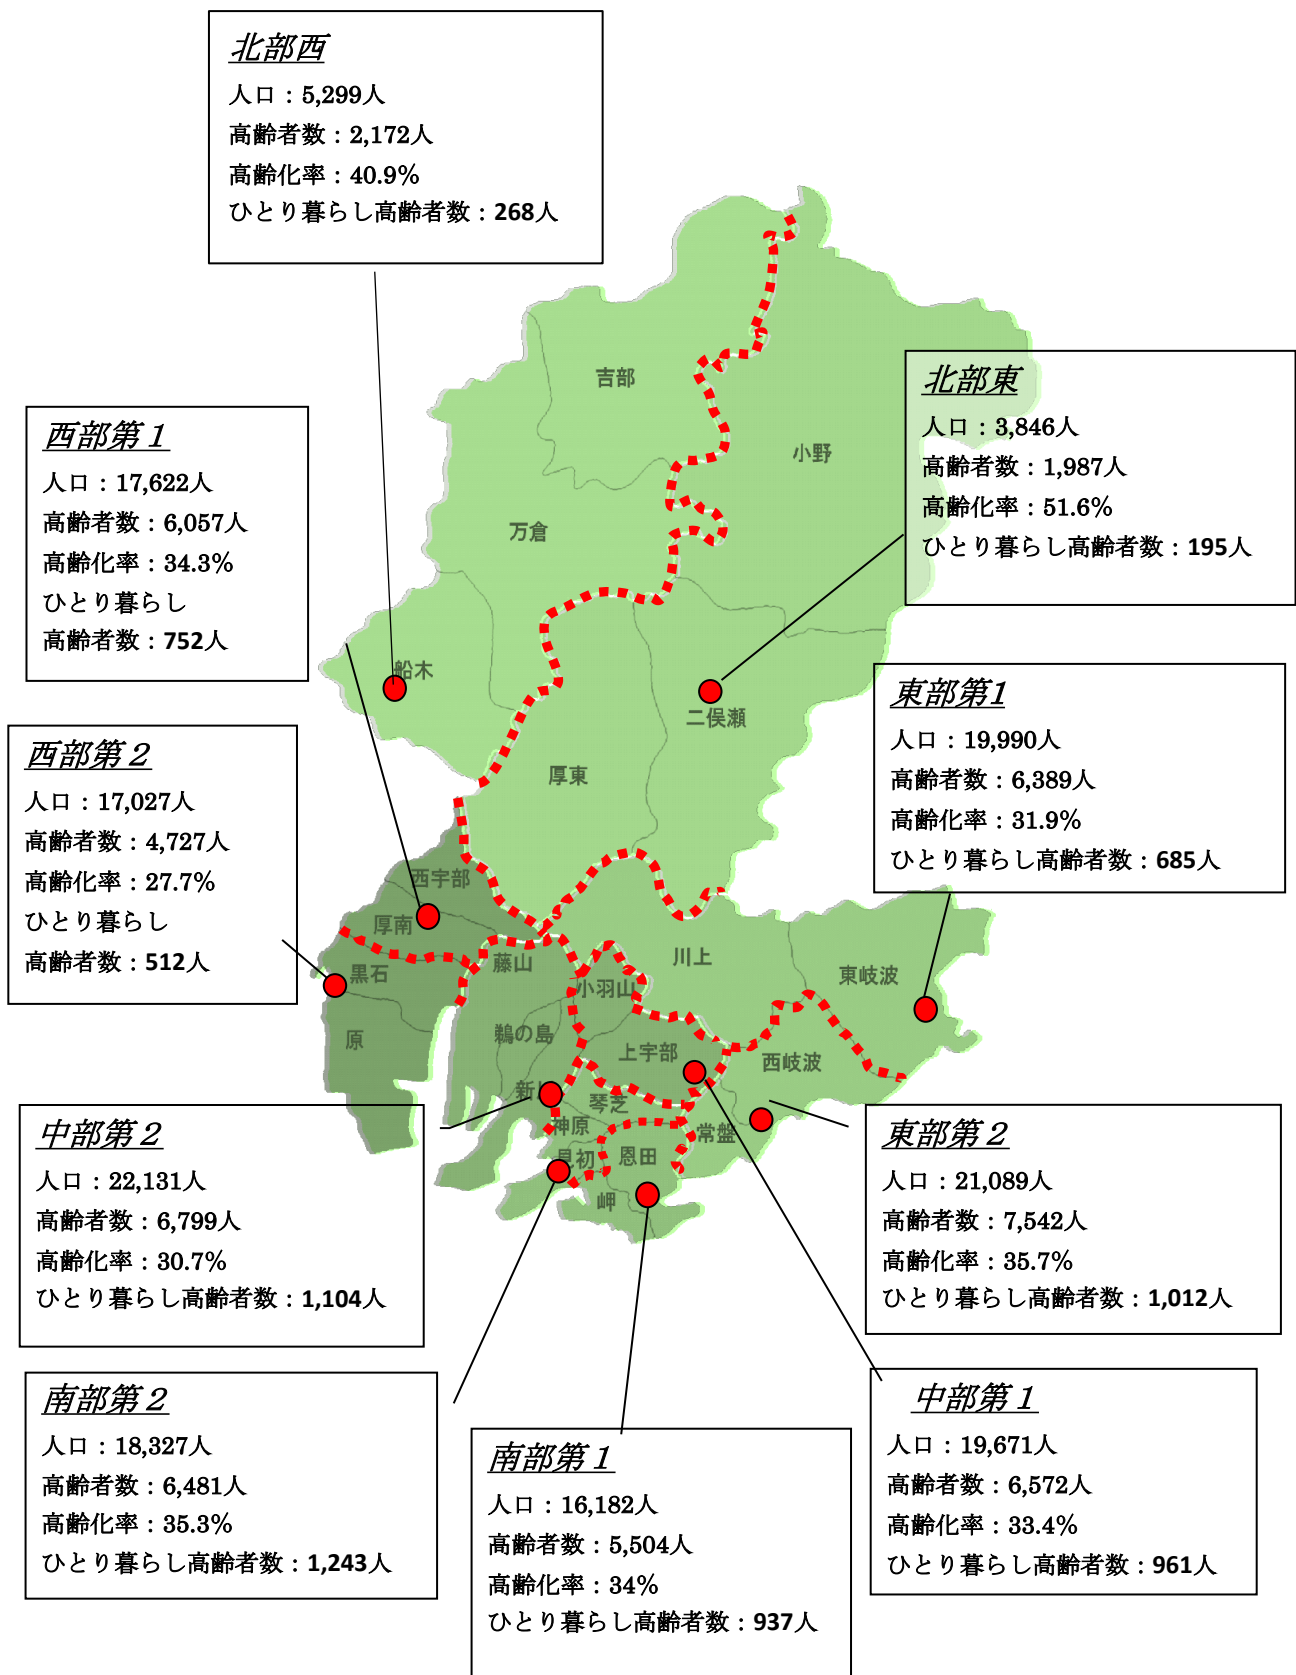 北部西
人口：5,299人
高齢者数：2,172人
高齢化率：40.9%
ひとり暮らし高齢者数：268人
北部東
人口：3,846人
高齢者数：1,987人
高齢化率：51.6%
ひとり暮らし高齢者数：195人
西部第１
人口：17,622人
高齢者数：6,057人
高齢化率：34.3%
ひとり暮らし
高齢者数：752人
東部第1
人口：19,990人
高齢者数：6,389人
高齢化率：31.9%
ひとり暮らし高齢者数：685人
西部第２
人口：17,027人
高齢者数：4,727人
高齢化率：27.7%
ひとり暮らし
高齢者数：512人
吉部
小野
万倉
船木
二俣瀬
厚東
西宇部
厚南
黒石
原
藤山
小羽山
川上
東岐波
鵜の島
上宇部
西岐波
琴芝
神原
常盤
恩田
見初
岬
中部第２
人口：22,131人
高齢者数：6,799人
高齢化率：30.7%
ひとり暮らし高齢者数：1,104人
東部第２
人口：21,089人
高齢者数：7,542人
高齢化率：35.7%
ひとり暮らし高齢者数：1,012人
南部第２
人口：18,327人
高齢者数：6,481人
高齢化率：35.3%
ひとり暮らし高齢者数：1,243人
南部第１
人口：16,182人
高齢者数：5,504人
高齢化率：34%
ひとり暮らし高齢者数：937人
中部第１
人口：19,671人
高齢者数：6,572人
高齢化率：33.4%
ひとり暮らし高齢者数：961人